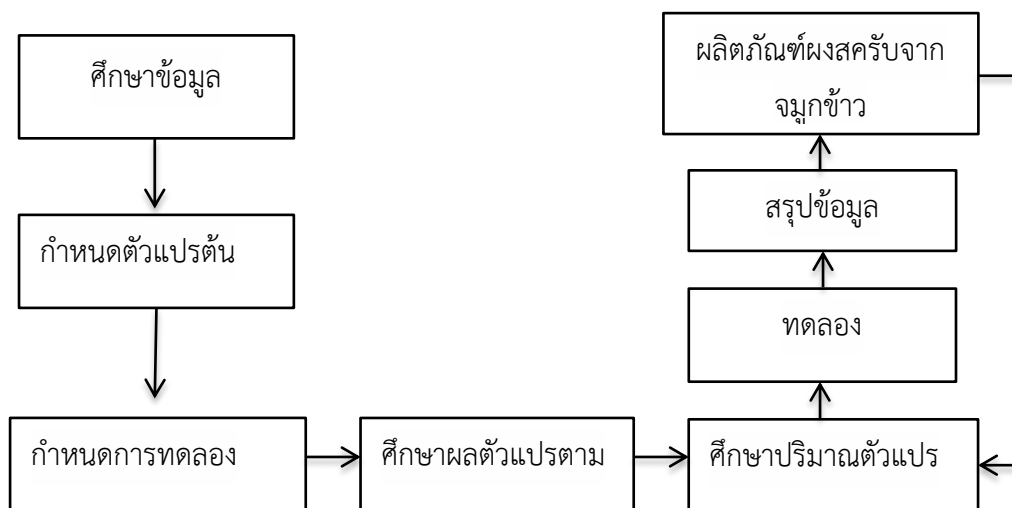 ศึกษาข้อมูล
กำหนดตัวแปรต้น
กำหนดการทดลอง
ศึกษาผลตัวแปรตาม
ศึกษาปริมาณตัวแปร
ทดลอง
สรุปข้อมูล
ผลิตภัณฑ์ผงสครับจาก
จมูกข้าว